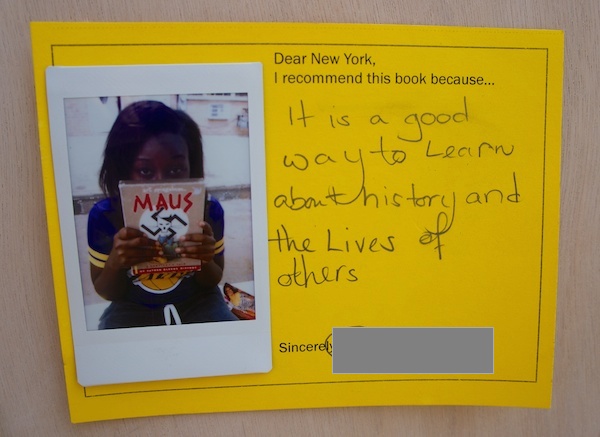 Dear New York,
I recommend this book because...
It is a good
way to Learn
about history and
the Lives of
others
Sincerely
MAUS